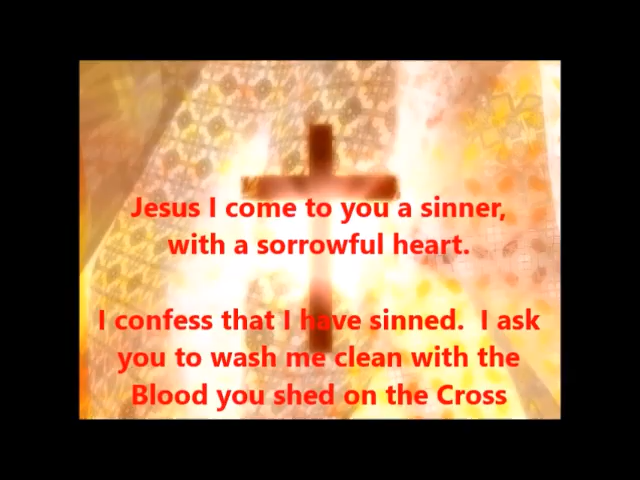 Jesus I come to you a sinner,
with a sorrowful heart.
I confess that I have sinned.  I ask
you to wash me clean with the
Blood you shed on the Cross